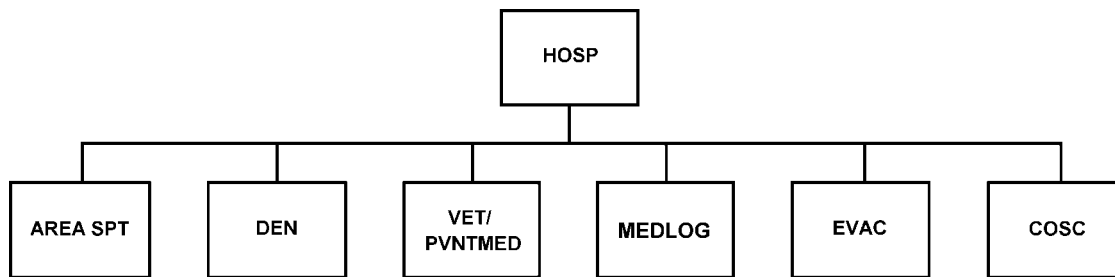 HOSP
AREA SPT
DEN
VET/
PVNTMED
MEDLOG
EVAC
COSC